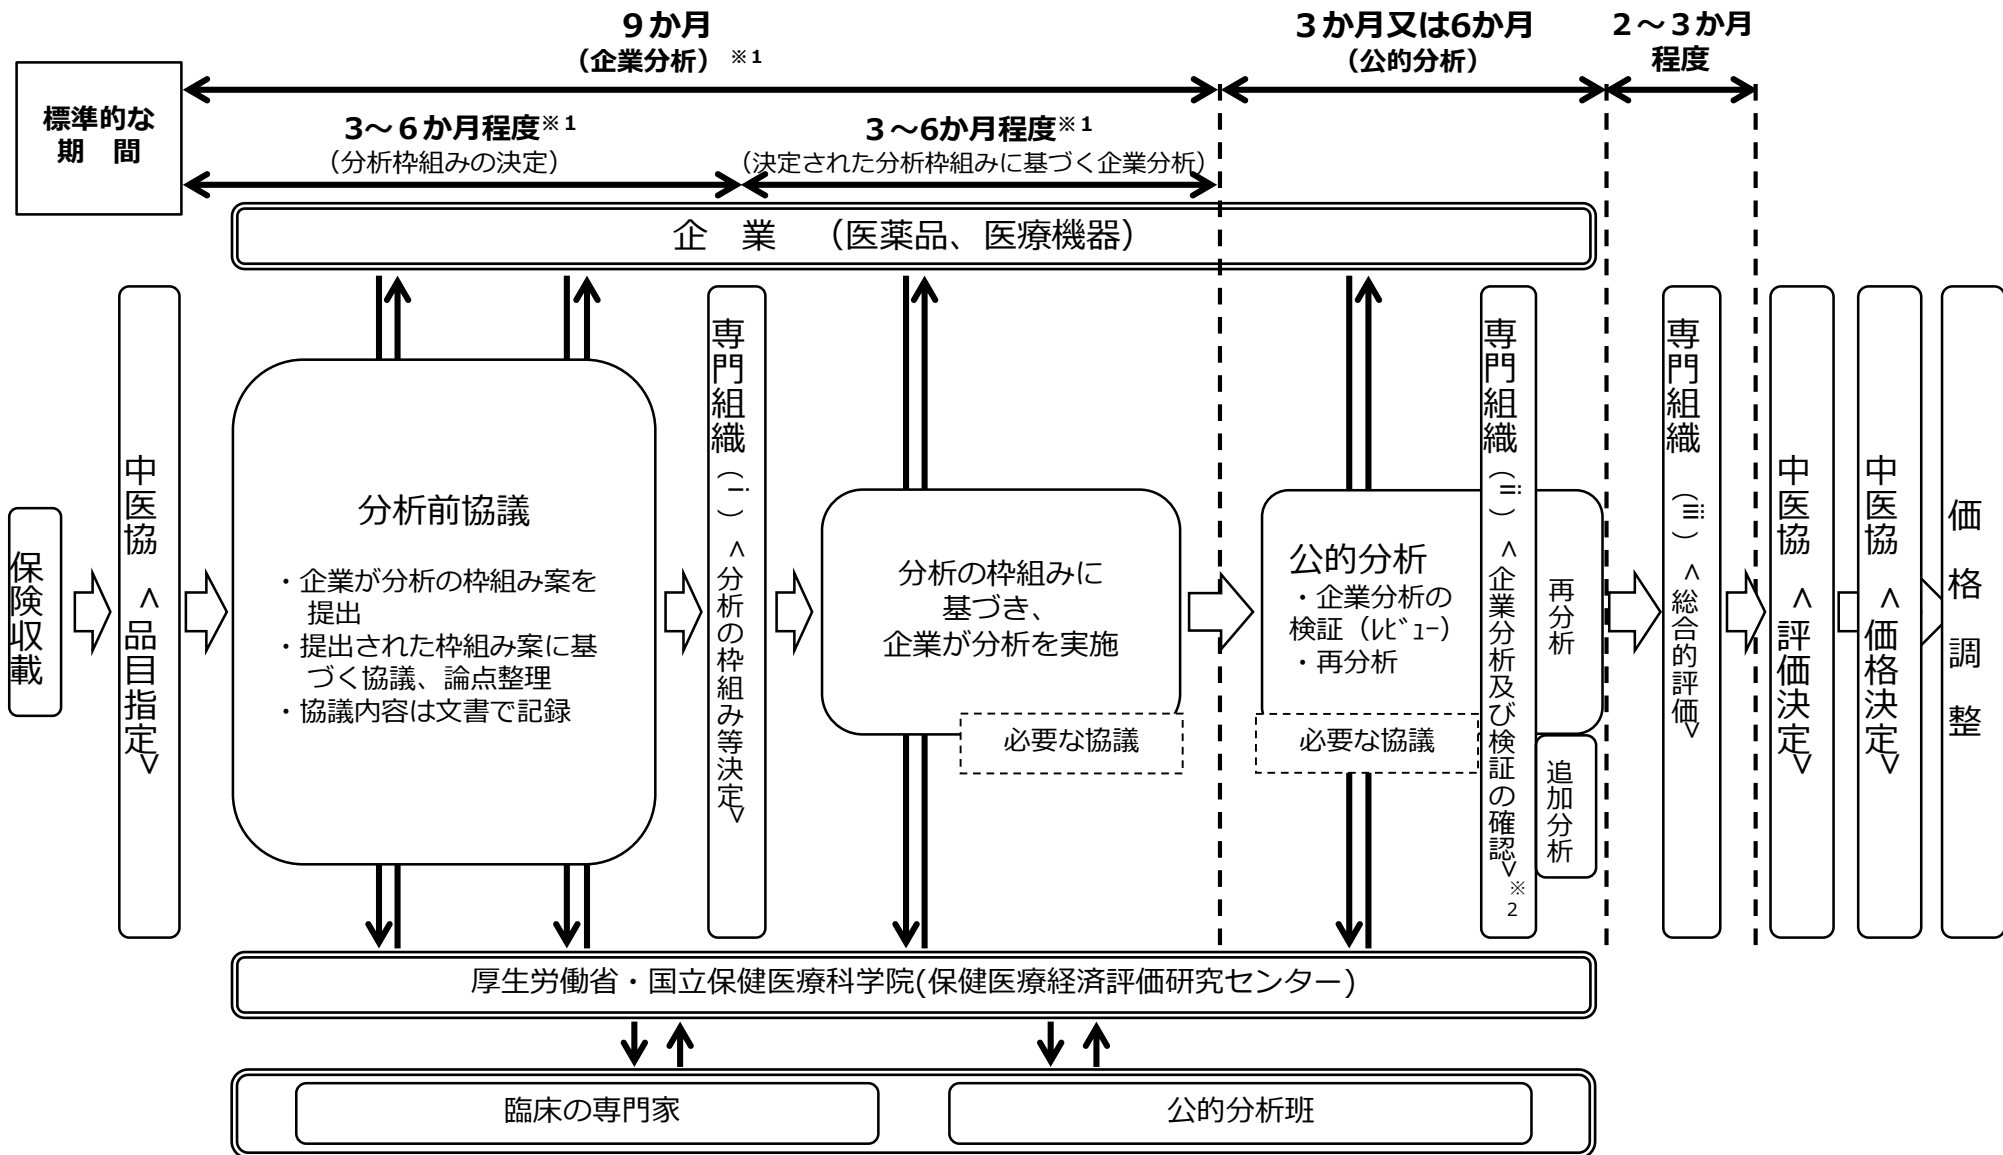 ９か月
（企業分析）※１
３か月又は6か月
（公的分析）
２～３か月
程度
標準的な
期　間
3～６か月程度※１
（分析枠組みの決定）
３～6か月程度※１
（決定された分析枠組みに基づく企業分析）
企　業　（医薬品、医療機器）
保険収載
中医協　＜品目指定＞
分析前協議
・企業が分析の枠組み案を
提出
・提出された枠組み案に基
づく協議、論点整理
・協議内容は文書で記録
専門組織（ⅰ）＜分析の枠組み等決定＞
分析の枠組みに
基づき、
企業が分析を実施
必要な協議
公的分析
・企業分析の
検証（ﾚﾋﾞｭｰ）
・再分析
必要な協議
専門組織（ⅱ）＜企業分析及び検証の確認＞※2
再分析
追加分析
専門組織　（ⅲ）＜総合的評価＞
中医協　＜評価決定＞
中医協　＜価格決定＞
価格調整
厚生労働省・国立保健医療科学院(保健医療経済評価研究センター)
臨床の専門家
公的分析班